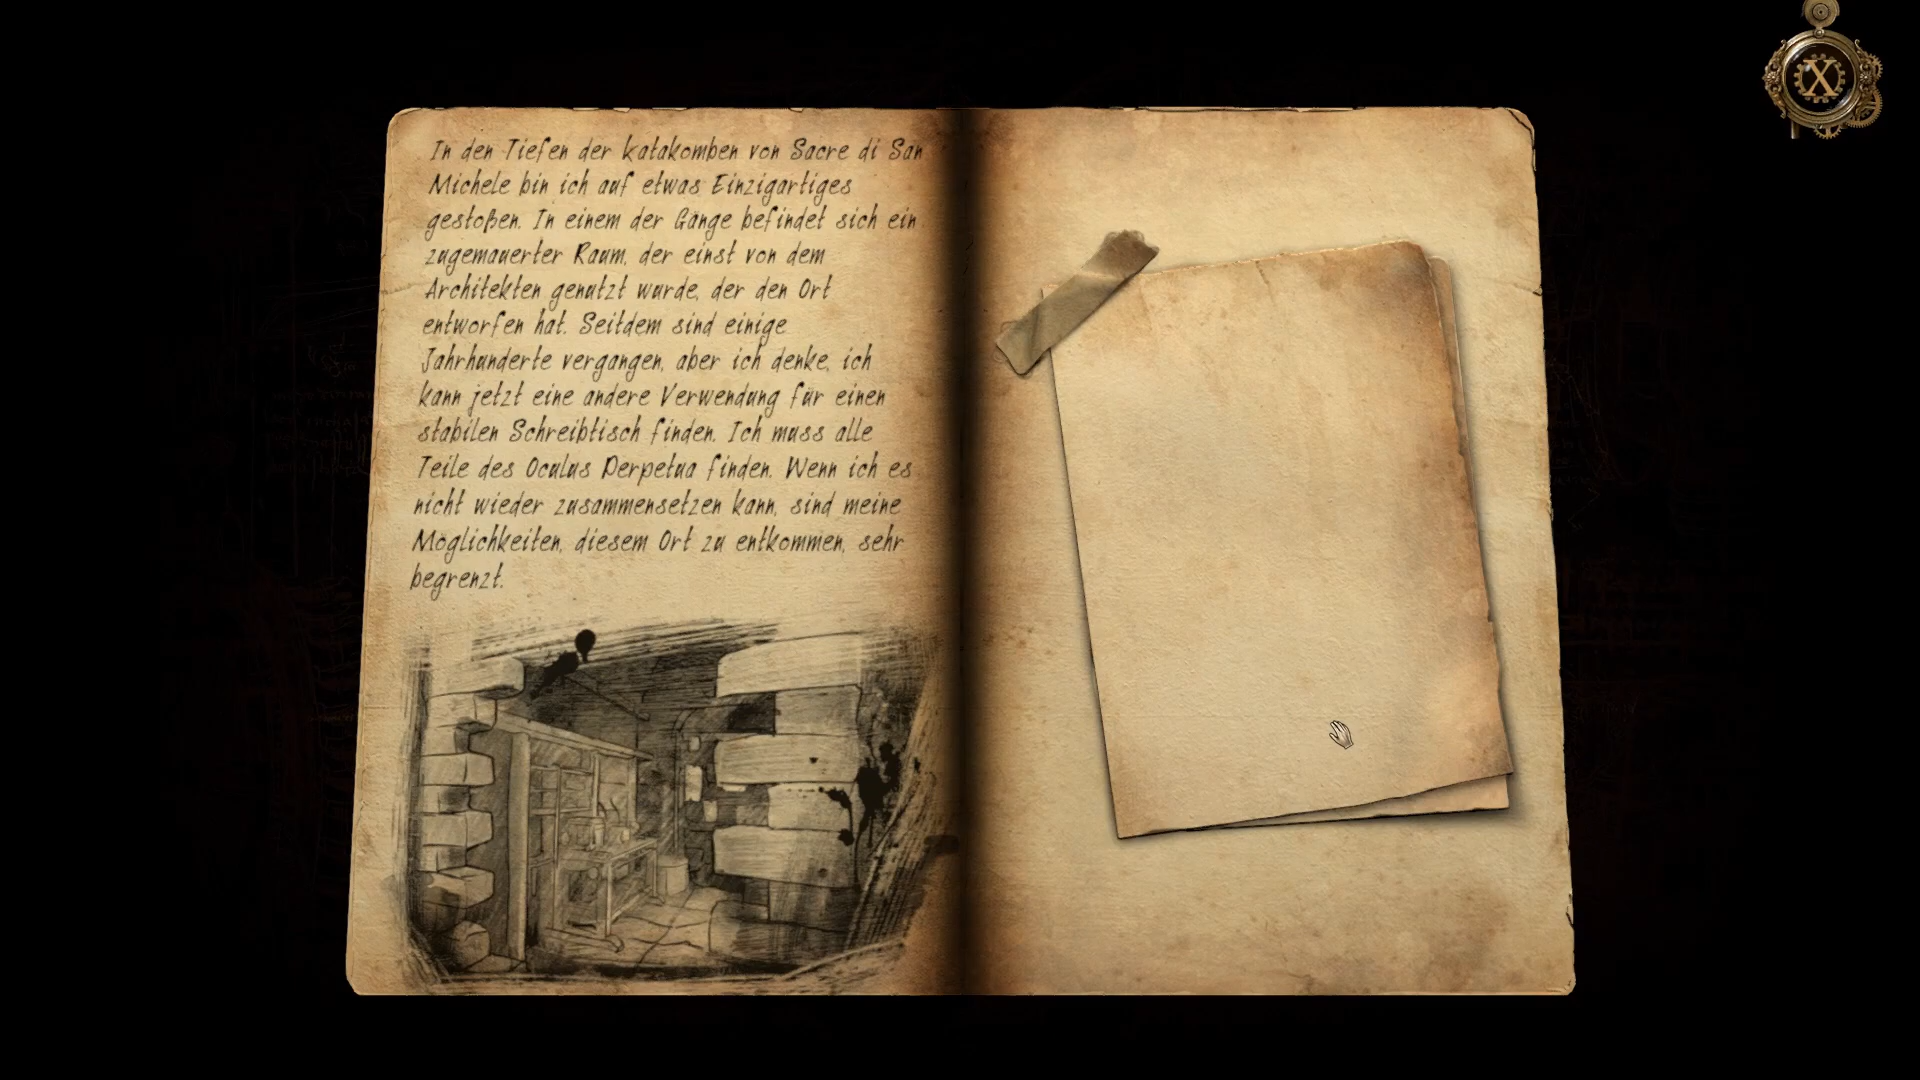 In den Tiefen der Katakomben von Sacre di San
Michele bin ich auf etwas Einzigartiges
gestoßen. In einem der Gänge befindet sich ein
zugemauerter Raum, der einst von dem
Architekten genutzt wurde, der den Ort
entworfen hat. Seitdem sind einige
Jahrhunderte vergangen, aber ich denke, ich
kann jetzt eine andere Verwendung für einen
stabilen Schreibtisch finden. Ich muss alle
Teile des Oculus Perpetua finden. Wenn ich es
nicht wieder zusammensetzen kann, sind meine
Möglichkeiten, diesem Ort zu entkommen, sehr
begrenzt.
X